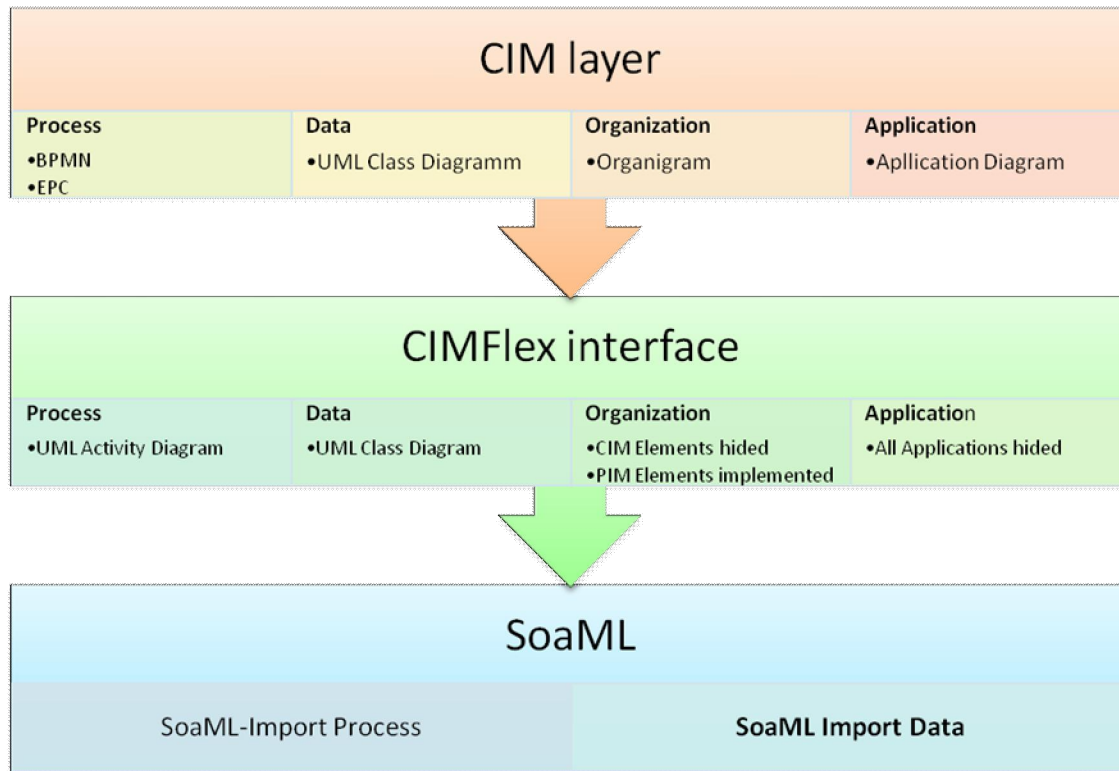 CIM layer
Process
•BPMN
•EPC
Data
•UML Class Diagramm
Organization
•Organigram
Application
•Apllication Diagram
CIMFlex interface
Process
•UML Activity Diagram
Data
•UML Class Diagram
Organization
•CIM Elements hided
•PIM Elements implemented
Application
•All Applications hided
SoaML
SoaML-Import Process
SoaML Import Data